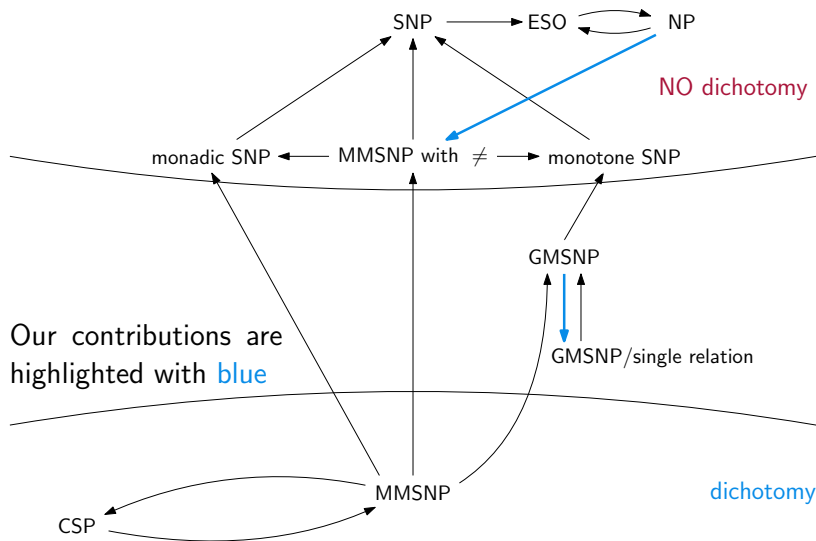 SNP
ESO
NP
NO dichotomy
monadic SNP
MMSNP with ≠
monotone SNP
GMSNP
Our contributions are
highlighted with blue
GMSNP/single relation
MMSNP
dichotomy
CSP